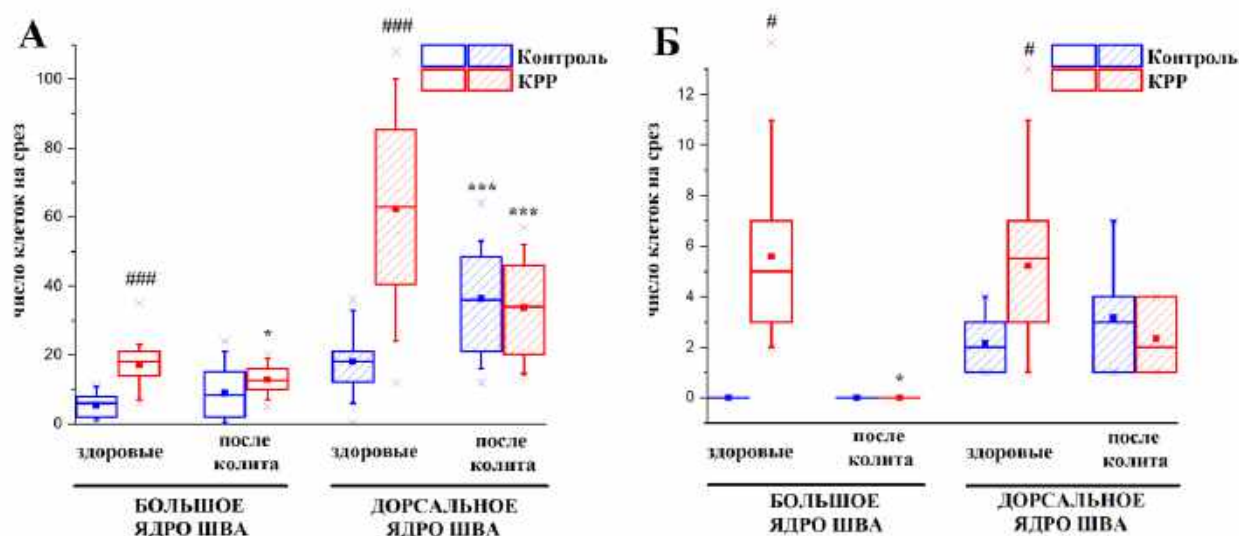 А
###
###
Контроль
КРР
число клеток на срез
100
80
60
40
20
0
***
***
*
здоровые
после
колита
здоровые
после
колита
БОЛЬШОЕ
ЯДРО ШВА
ДОРСАЛЬНОЕ
ЯДРО ШВА
Б
#
#
Контроль
КРР
число клеток на срез
12
10
8
6
4
2
0
*
здоровые
после
колита
здоровые
после
колита
БОЛЬШОЕ
ЯДРО ШВА
ДОРСАЛЬНОЕ
ЯДРО ШВА